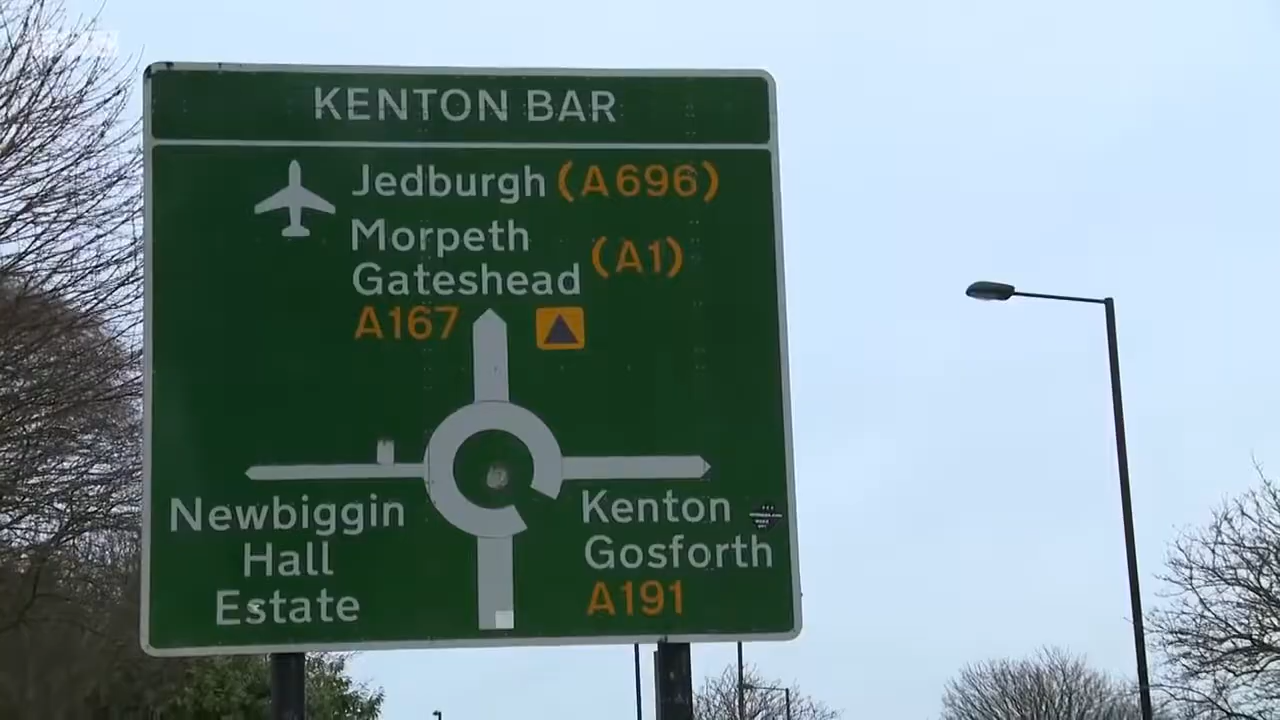 KENTON BAR
Jedburgh (A696)
Morpeth
Gateshead (A1)
A167
Newbiggin
Hall
Estate
Kenton
Gosforth
A191